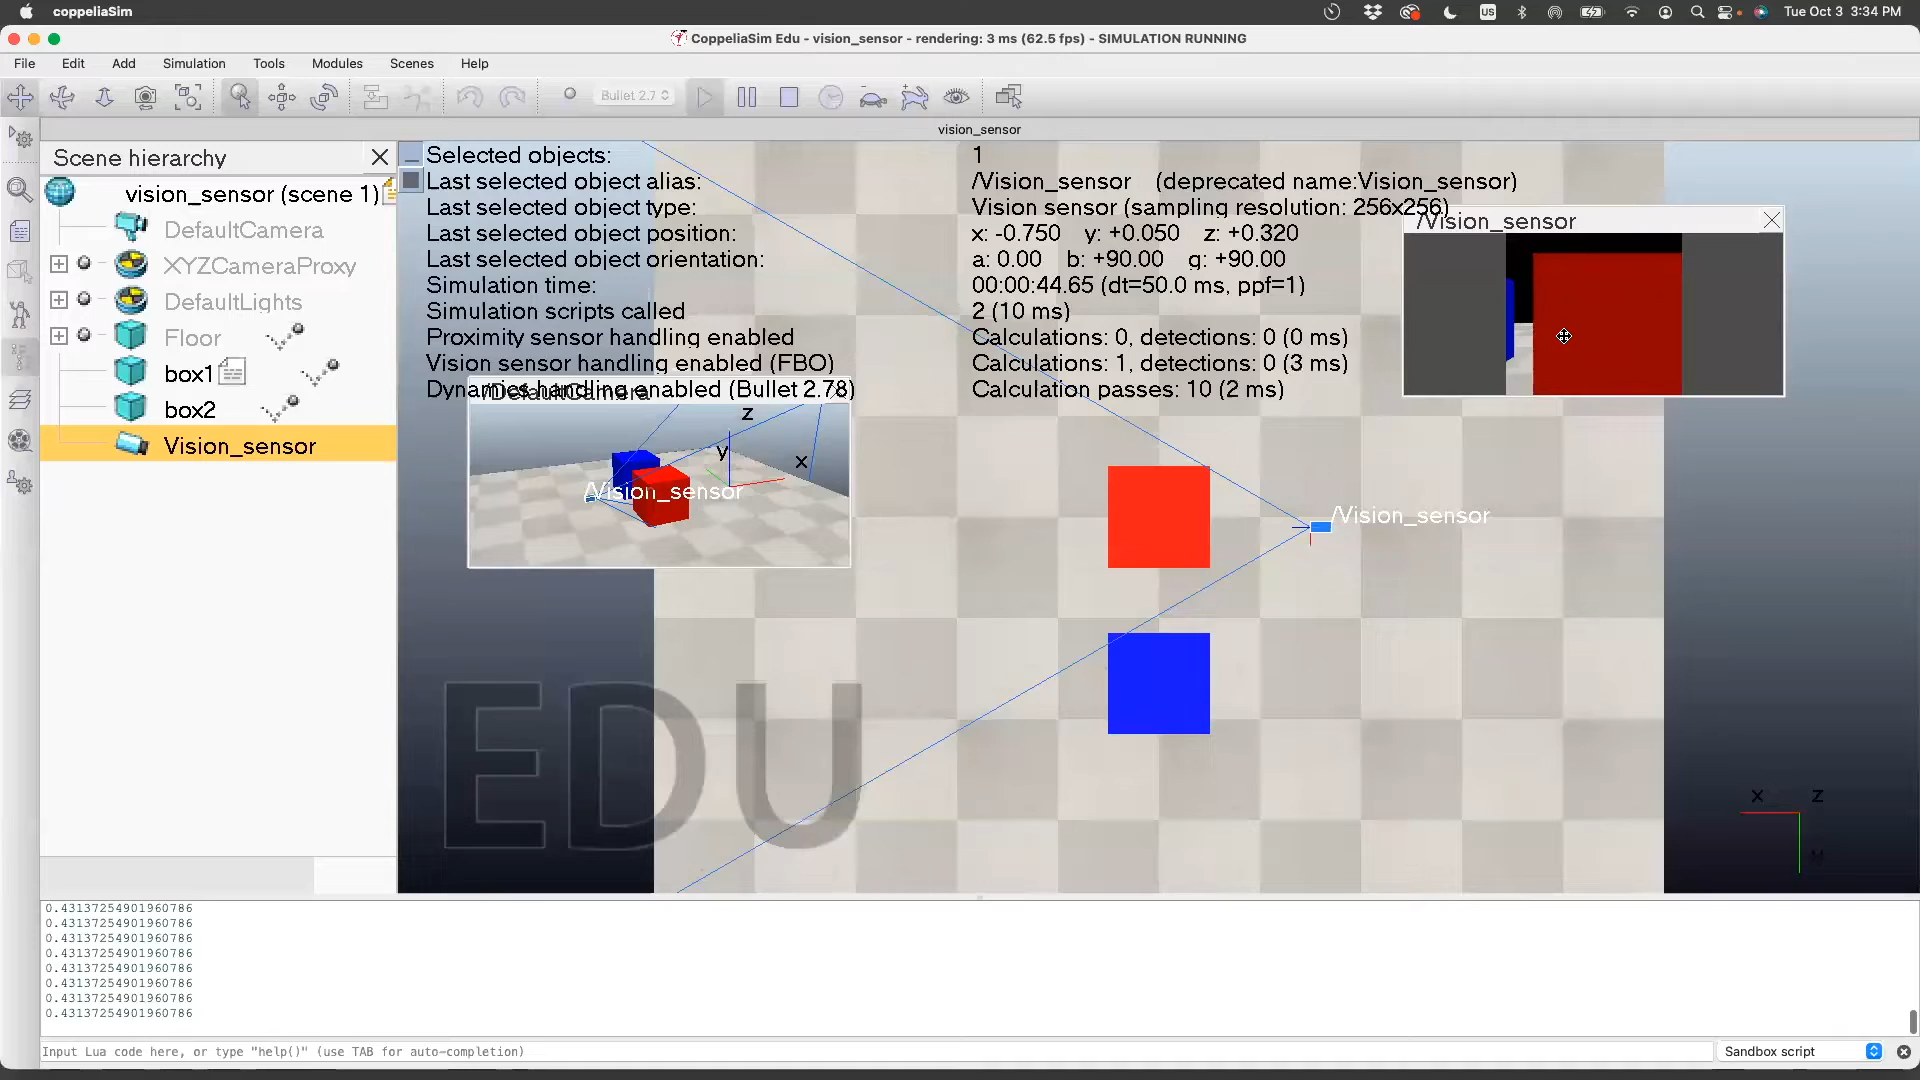 coppeliaSim
US
Tue Oct 3 3:34 PM
CoppeliaSim Edu - vision_sensor - rendering: 3 ms (62.5 fps) - SIMULATION RUNNING
File Edit Add Simulation Tools Modules Scenes Help
Bullet 2.7
vision_sensor
Scene hierarchy
vision_sensor (scene 1)
DefaultCamera
XYZCameraProxy
DefaultLights
Floor
box1
box2
Vision_sensor
Selected objects: 1
Last selected object alias: /Vision_sensor (deprecated name:Vision_sensor)
Last selected object type: Vision sensor (sampling resolution: 256x256)
Last selected object position: x: -0.750 y: +0.050 z: +0.320
Last selected object orientation: a: 0.00 b: +90.00 g: +90.00
Simulation time: 00:00:44.65 (dt=50.0 ms, ppf=1)
Simulation scripts called 2 (10 ms)
Proximity sensor handling enabled Calculations: 0, detections: 0 (0 ms)
Vision sensor handling enabled (FBO) Calculations: 1, detections: 0 (3 ms)
Dynamics handling enabled (Bullet 2.78) Calculation passes: 10 (2 ms)
/Vision_sensor
/DefaultCamera
z
y
x
/Vision_sensor
/Vision_sensor
EDU
x z
0.43137254901960786
0.43137254901960786
0.43137254901960786
0.43137254901960786
0.43137254901960786
0.43137254901960786
0.43137254901960786
0.43137254901960786
Input Lua code here, or type "help()" (use TAB for auto-completion)
Sandbox script